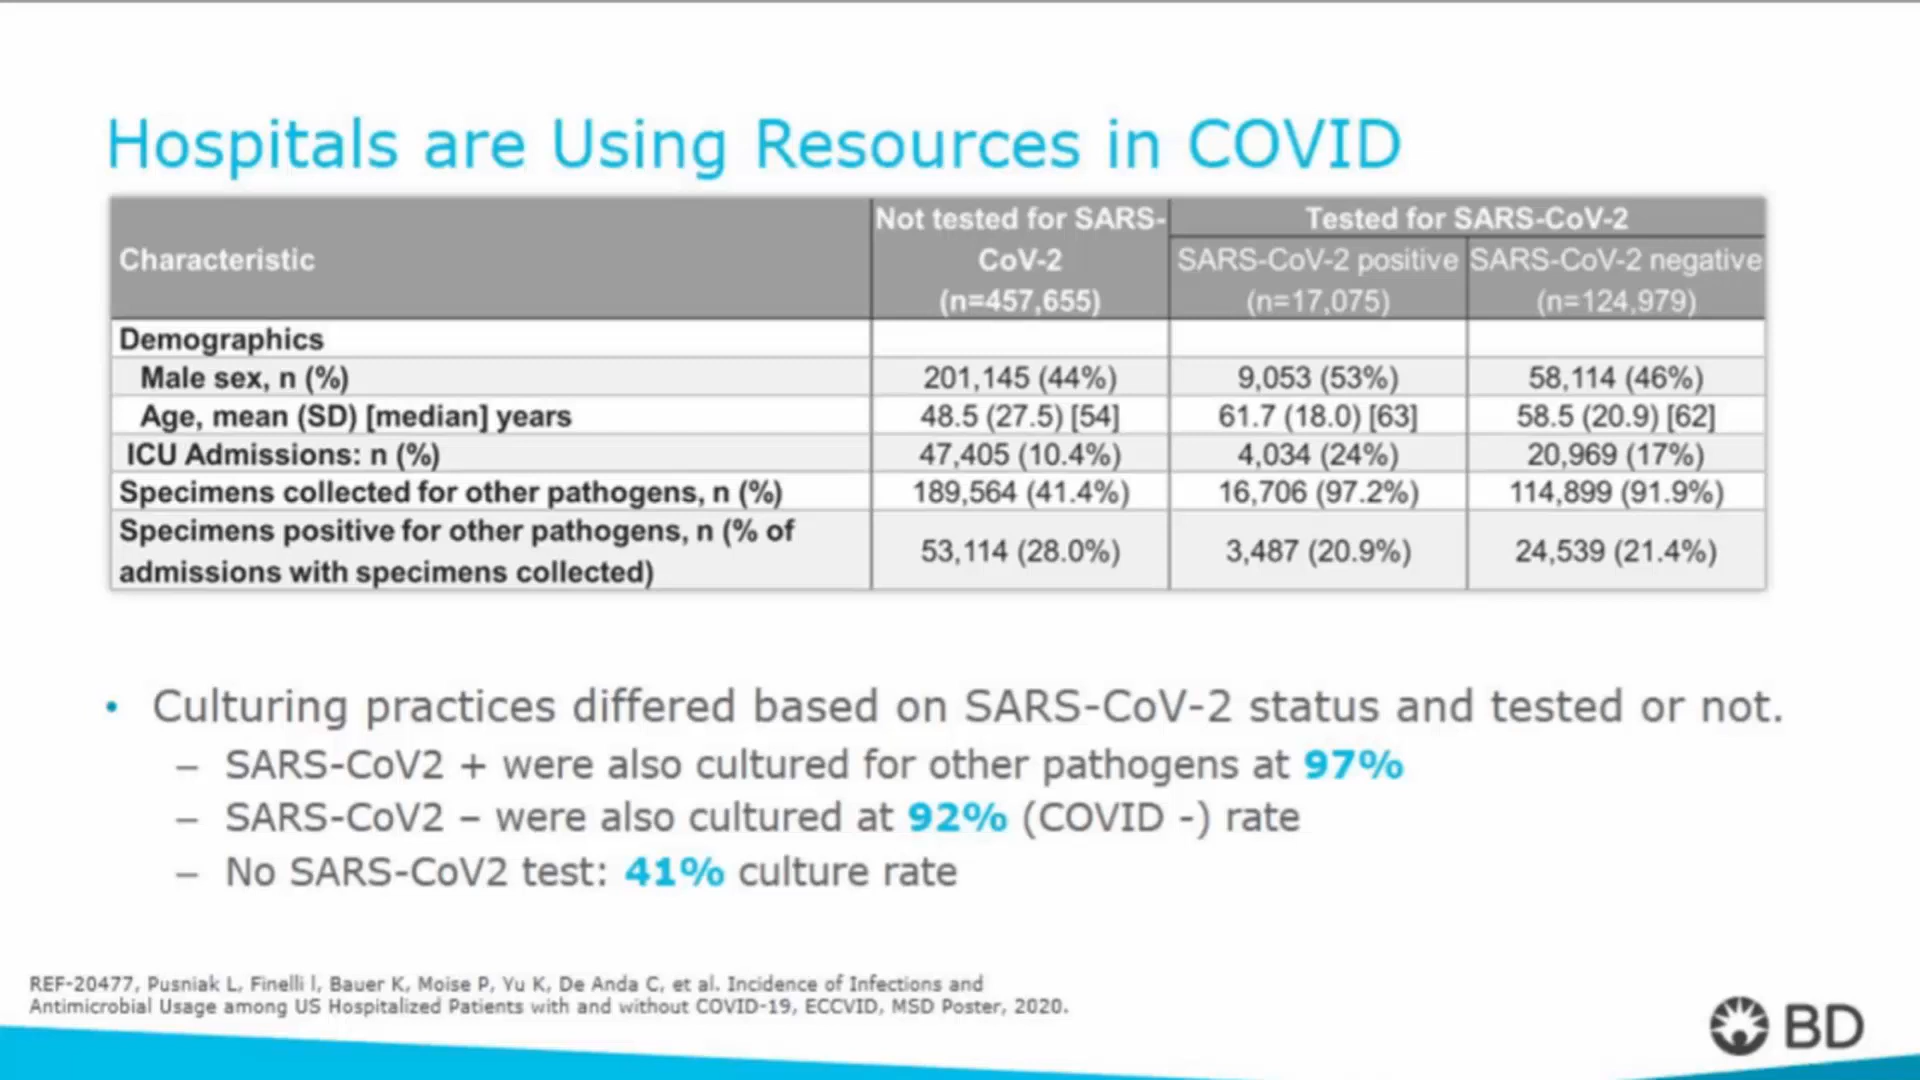 Hospitals are Using Resources in COVID
Characteristic
Not tested for SARS-
CoV-2
(n=457,655)
Tested for SARS-CoV-2
SARS-CoV-2 positive
(n=17,075)
SARS-CoV-2 negative
(n=124,979)
Demographics
Male sex, n (%) 201,145 (44%) 9,053 (53%) 58,114 (46%)
Age, mean (SD) [median] years 48.5 (27.5) [54] 61.7 (18.0) [63] 58.5 (20.9) [62]
ICU Admissions: n (%) 47,405 (10.4%) 4,034 (24%) 20,969 (17%)
Specimens collected for other pathogens, n (%) 189,564 (41.4%) 16,706 (97.2%) 114,899 (91.9%)
Specimens positive for other pathogens, n (% of
admissions with specimens collected)
53,114 (28.0%) 3,487 (20.9%) 24,539 (21.4%)
• Culturing practices differed based on SARS-CoV-2 status and tested or not.
– SARS-CoV2 + were also cultured for other pathogens at 97%
– SARS-CoV2 – were also cultured at 92% (COVID -) rate
– No SARS-CoV2 test: 41% culture rate
REF-20477, Pusniak L, Finelli l, Bauer K, Moise P, Yu K, De Anda C, et al. Incidence of Infections and
Antimicrobial Usage among US Hospitalized Patients with and without COVID-19, ECCVID, MSD Poster, 2020.
BD